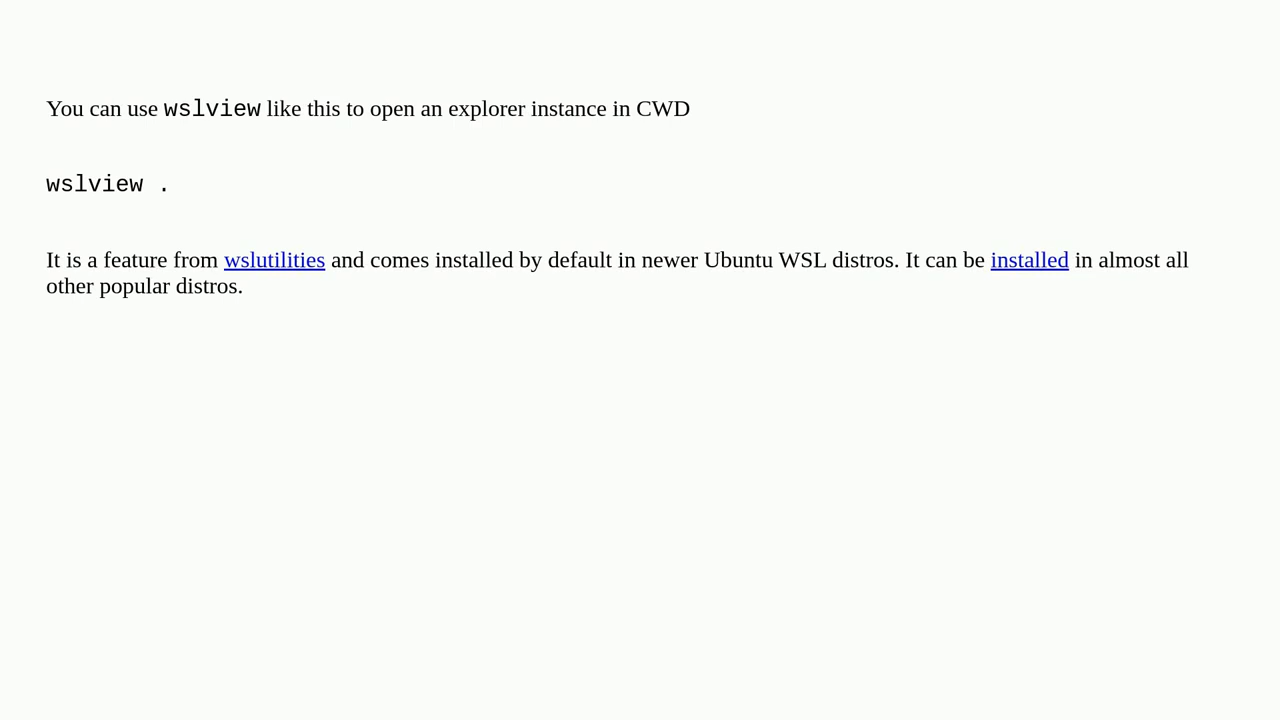 You can use wslview like this to open an explorer instance in CWD
wslview .
It is a feature from wslutilities and comes installed by default in newer Ubuntu WSL distros. It can be installed in almost all
other popular distros.